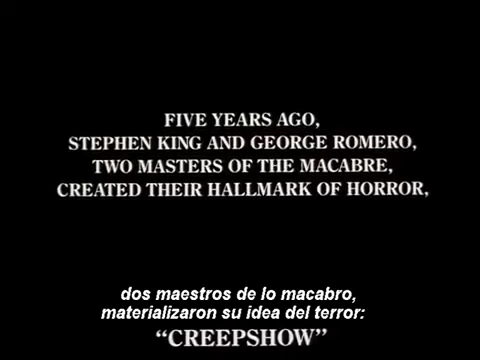 FIVE YEARS AGO,
STEPHEN KING AND GEORGE ROMERO,
TWO MASTERS OF THE MACABRE,
CREATED THEIR HALLMARK OF HORROR,
dos maestros de lo macabro,
materializaron su idea del terror:
“CREEPSHOW”